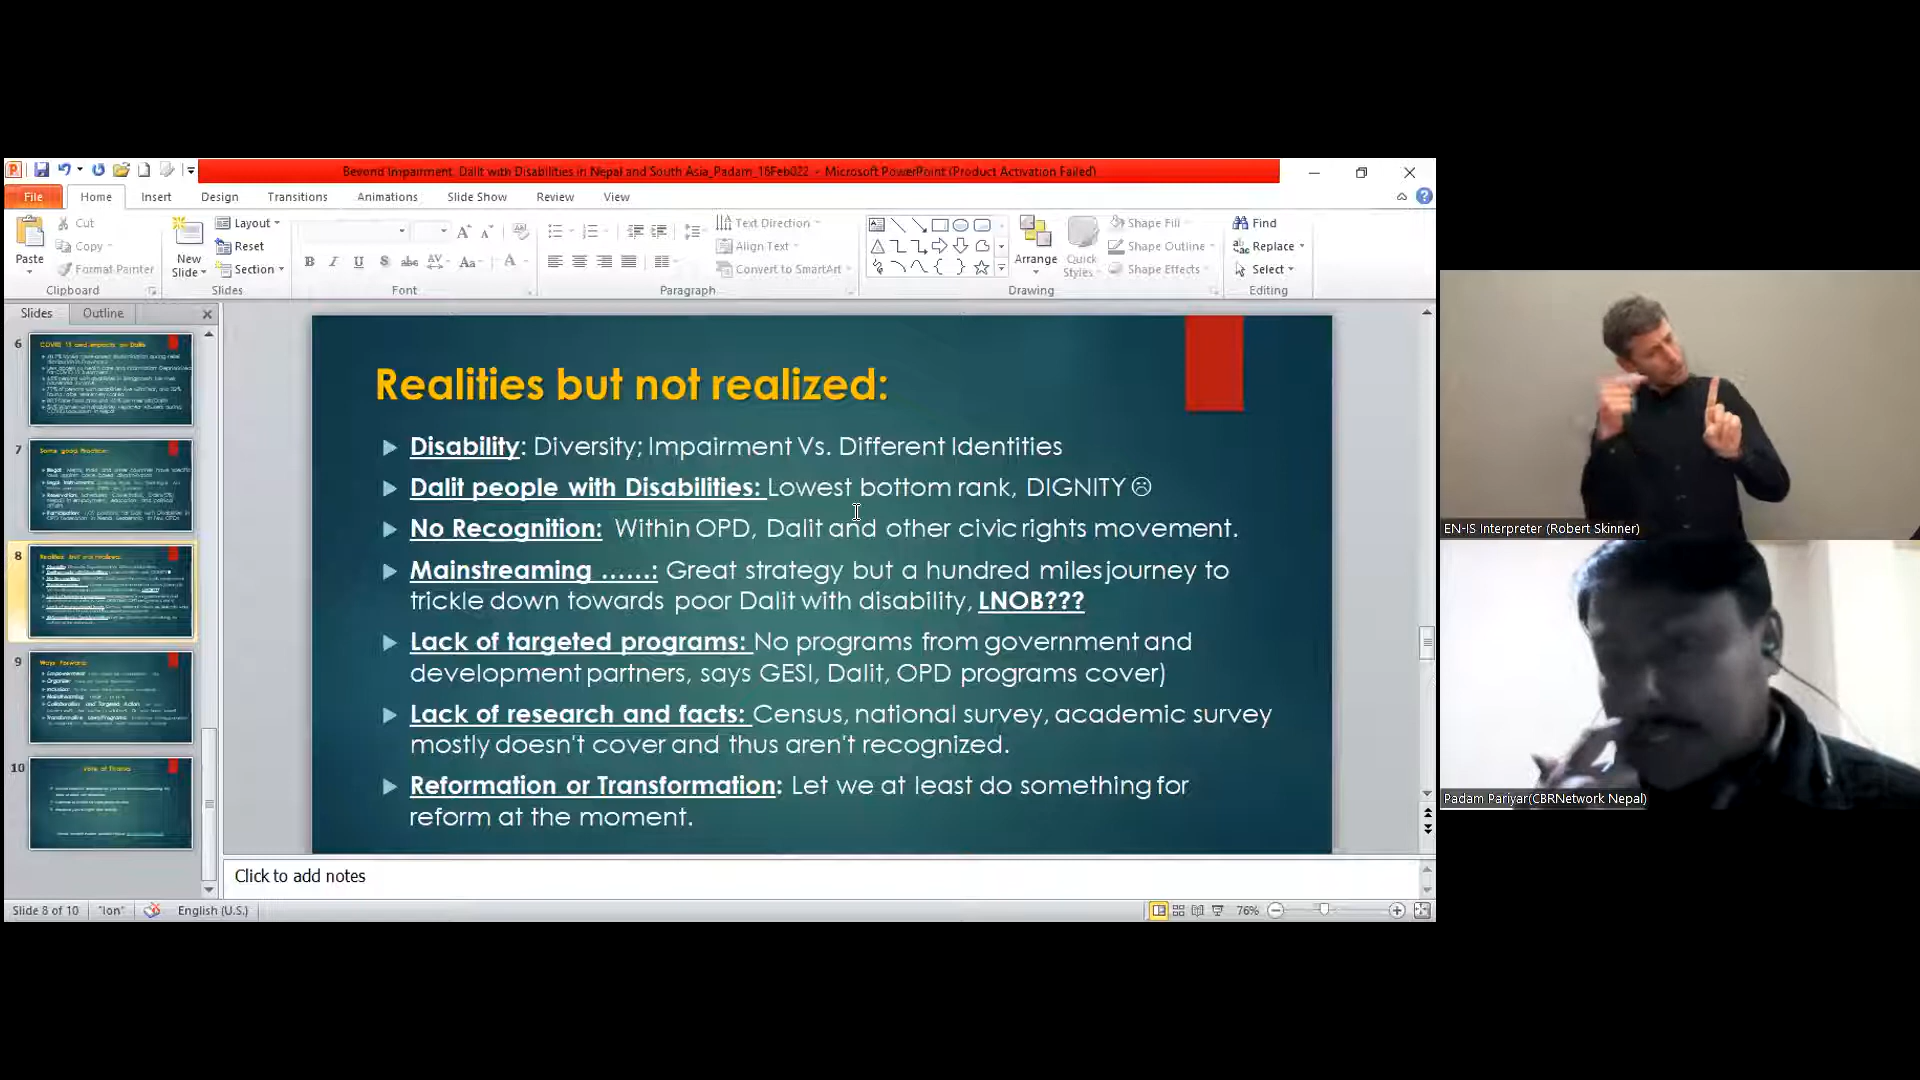 Beyond Impairment, Dalit with Disabilities in Nepal and South Asia_Padam_16Feb022 - Microsoft PowerPoint (Product Activation Failed)
File Home Insert Design Transitions Animations Slide Show Review View
Cut
Copy
Format Painter
Paste
Clipboard
New Slide
Layout
Reset
Section
Slides
Font
Text Direction
Align Text
Convert to SmartArt
Paragraph
Arrange
Quick Styles
Shape Fill
Shape Outline
Shape Effects
Drawing
Find
Replace
Select
Editing
Slides Outline
6
7
8
9
10
Realities but not realized:
Disability: Diversity; Impairment Vs. Different Identities
Dalit people with Disabilities: Lowest bottom rank, DIGNITY ☹
No Recognition: Within OPD, Dalit and other civic rights movement.
Mainstreaming ......: Great strategy but a hundred miles journey to
trickle down towards poor Dalit with disability, LNOB???
Lack of targeted programs: No programs from government and
development partners, says GESI, Dalit, OPD programs cover)
Lack of research and facts: Census, national survey, academic survey
mostly doesn't cover and thus aren't recognized.
Reformation or Transformation: Let we at least do something for
reform at the moment.
Click to add notes
Slide 8 of 10 "Ion" English (U.S.) 76%
EN-IS Interpreter (Robert Skinner)
Padam Pariyar(CBRNetwork Nepal)